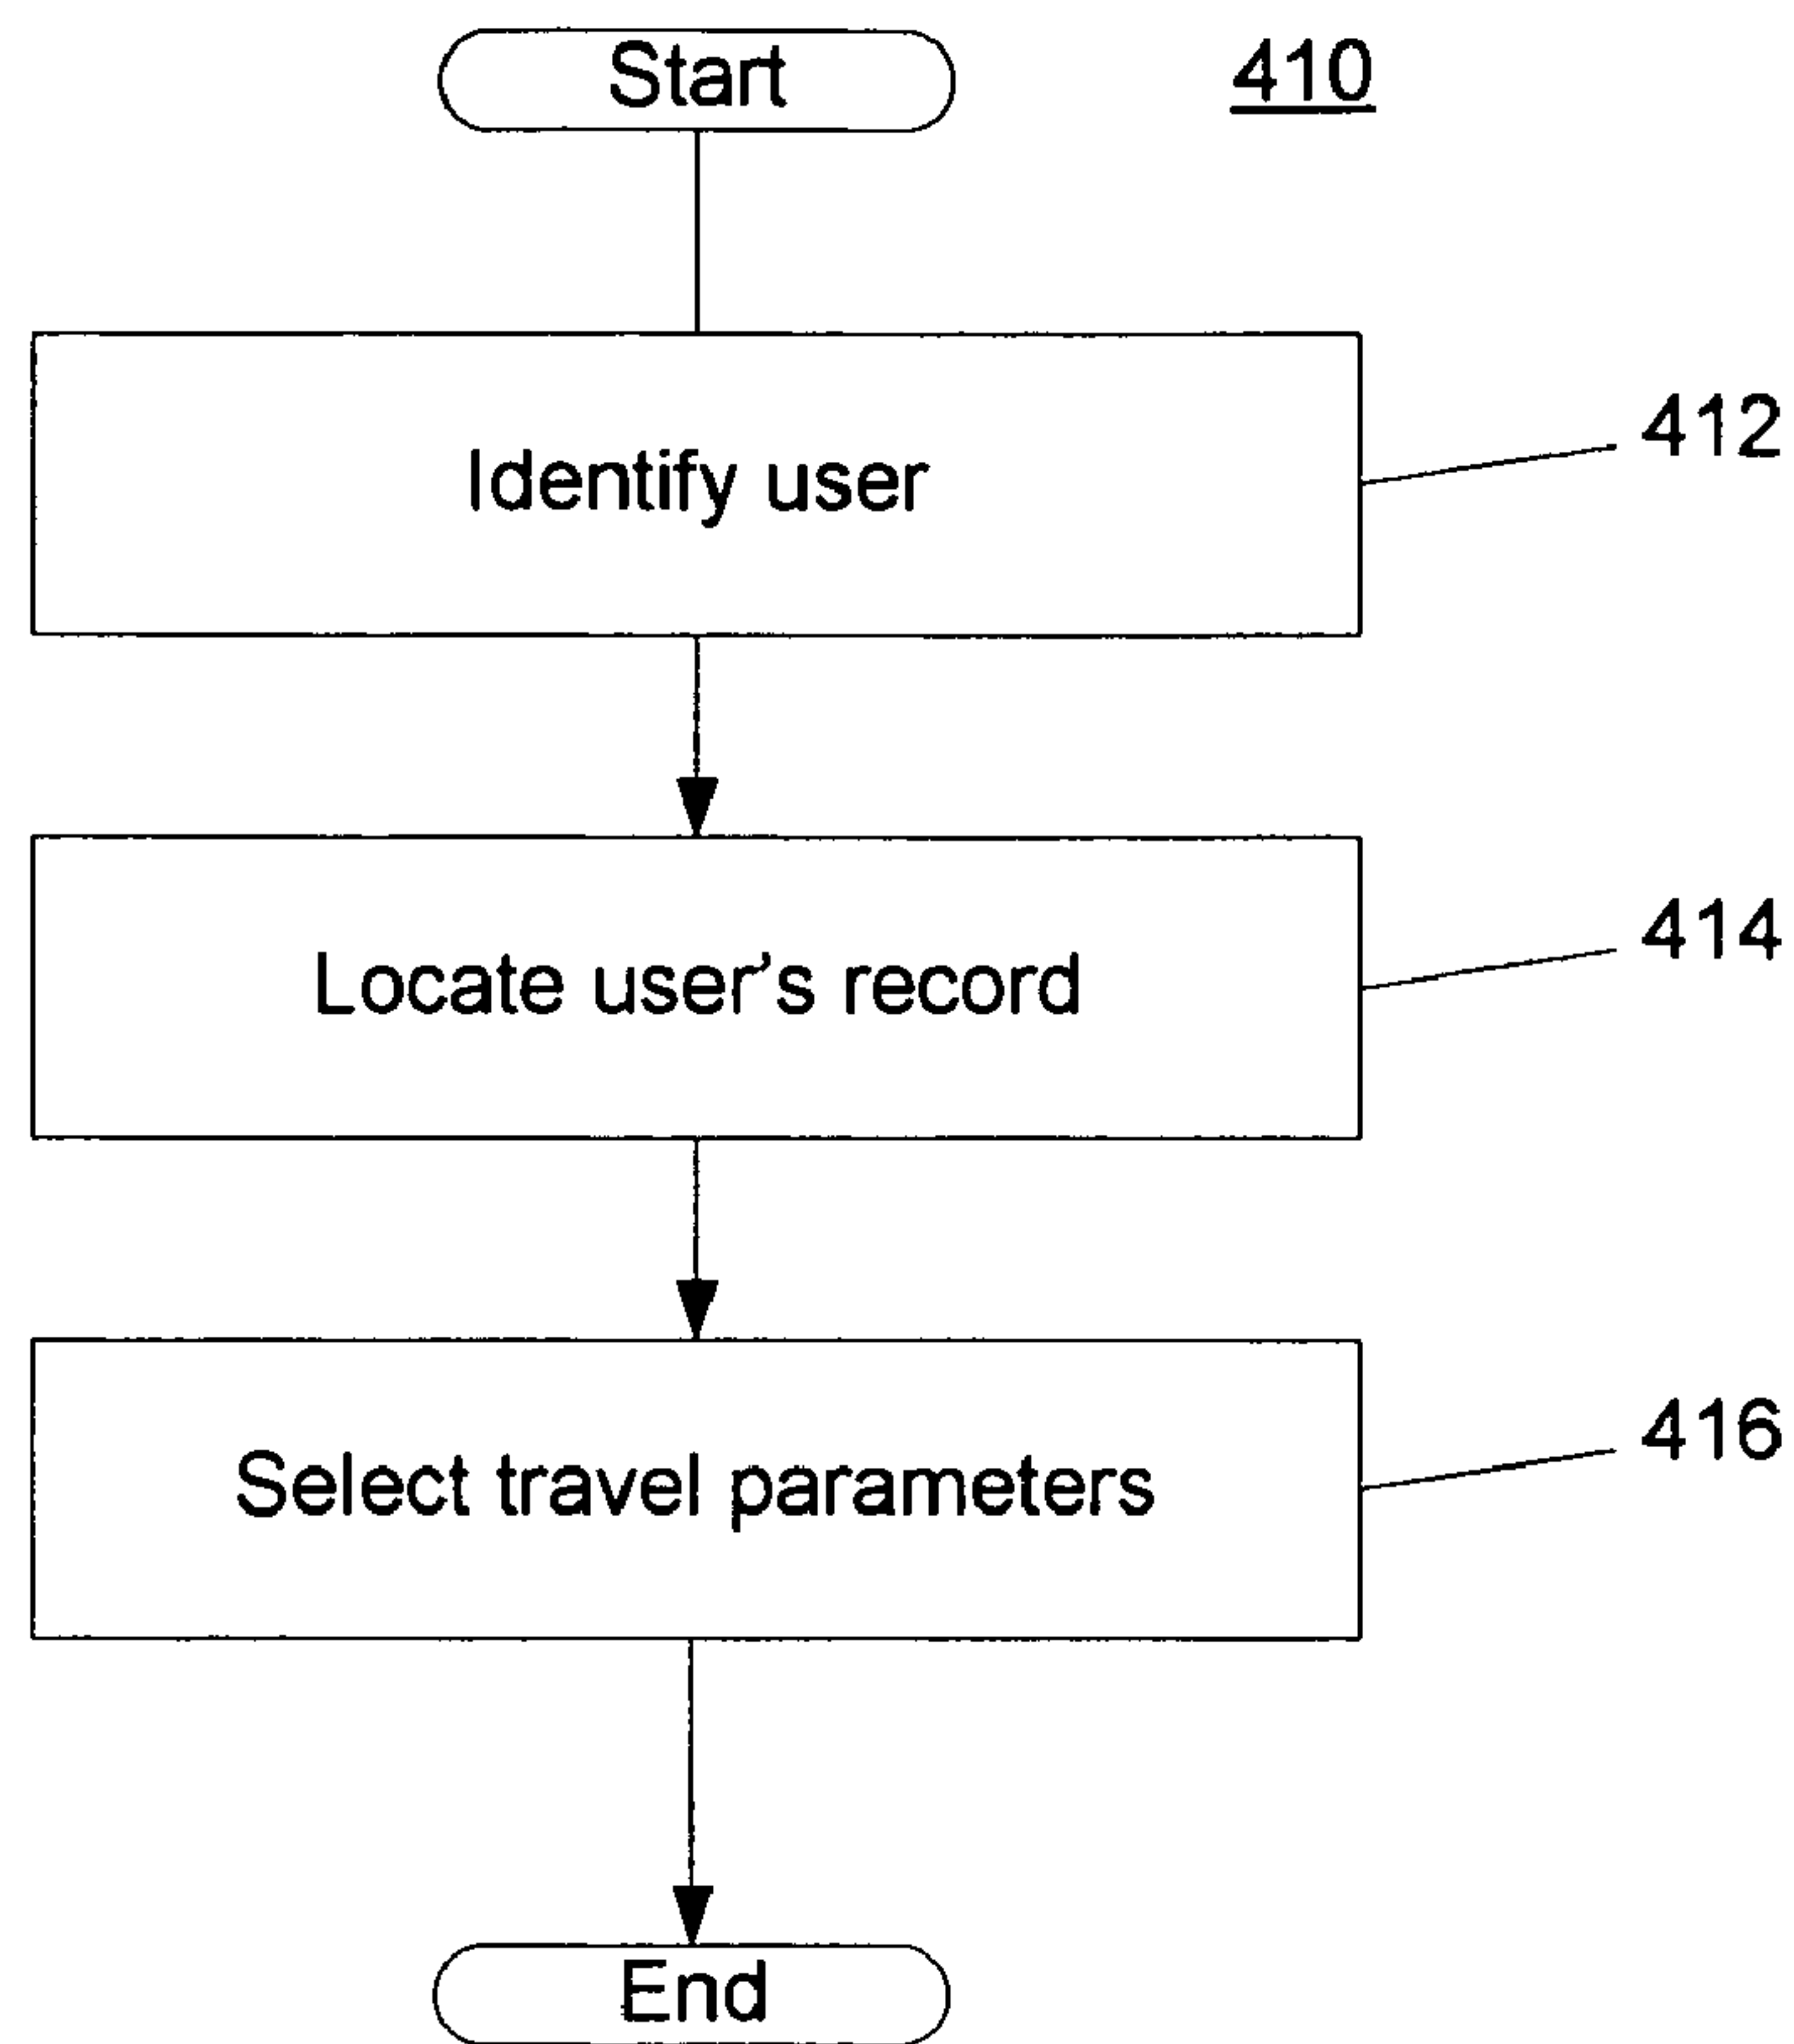 Start
410
Identify user
412
Locate user's record
414
Select travel parameters
416
End